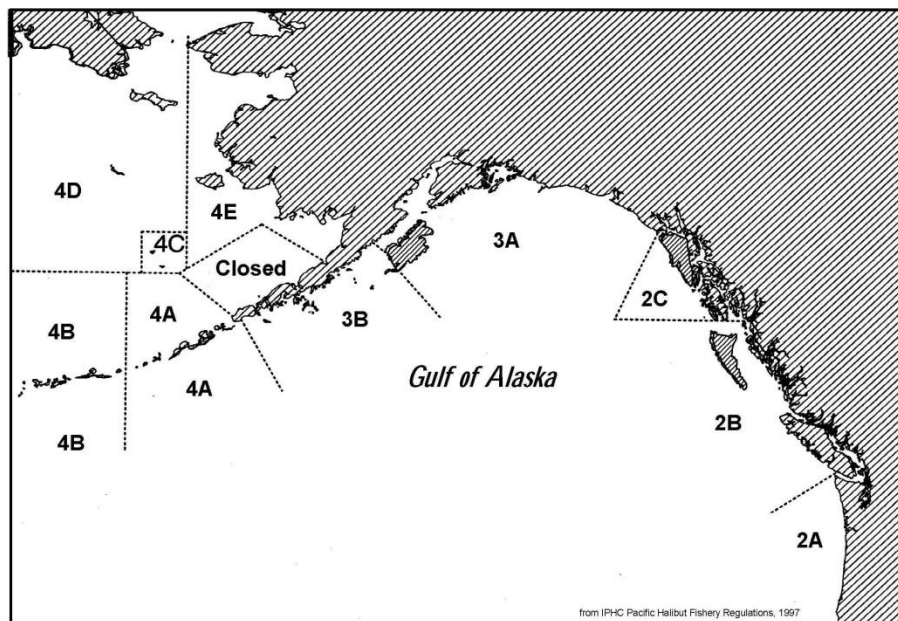 4D
4E
4C
3A
Closed
2C
4A
4B
3B
4A
Gulf of Alaska
2B
4B
2A
from IPHC Pacific Halibut Fishery Regulations, 1997